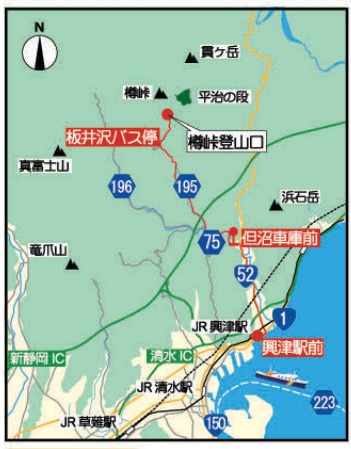 N
貫ヶ岳
樽峠
平治の段
板井沢バス停
樽峠登山口
真富士山
196
195
浜石岳
75
但沼車庫前
竜爪山
52
1
JR 興津駅
興津駅前
新静岡 IC
清水 IC
JR 清水駅
223
JR 草薙駅
150